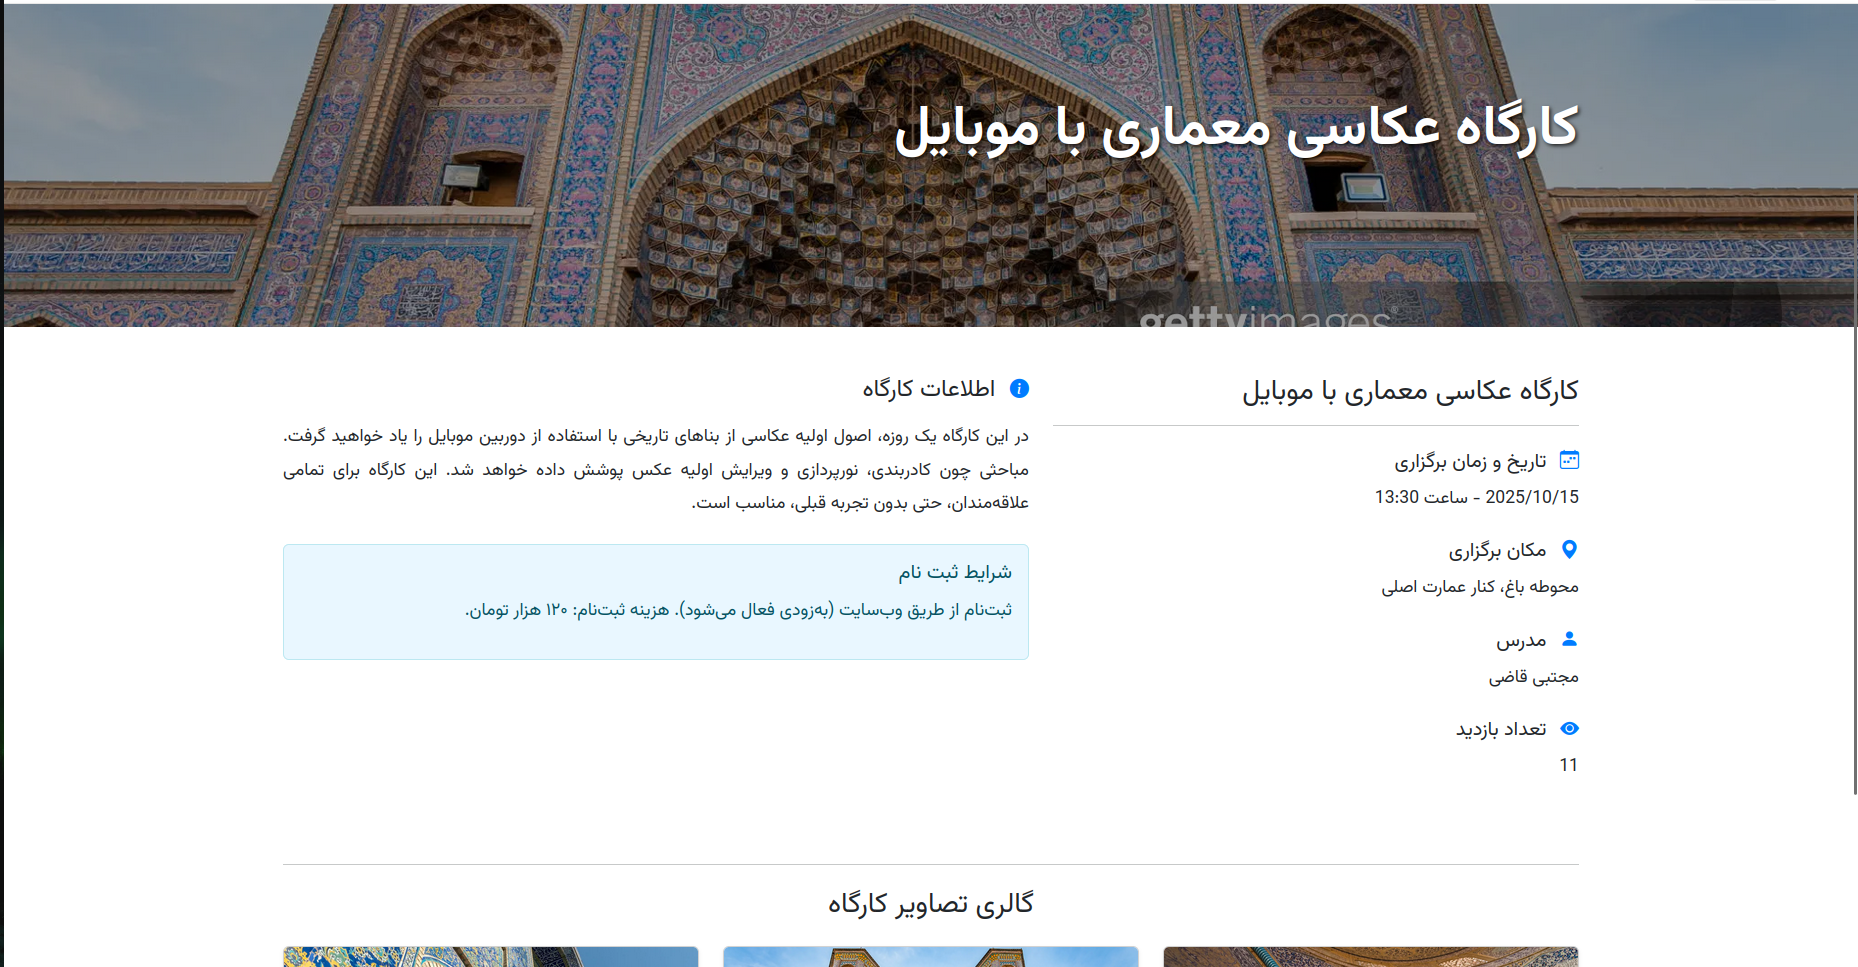 کارگاه عکاسی معماری با موبایل
gettyimages®
کارگاه عکاسی معماری با موبایل
تاریخ و زمان برگزاری
2025/10/15 - ساعت 13:30
مکان برگزاری
محوطه باغ، کنار عمارت اصلی
مدرس
مجتبی قاضی
تعداد بازدید
11
اطلاعات کارگاه
در این کارگاه یک روزه، اصول اولیه عکاسی از بناهای تاریخی با استفاده از دوربین موبایل را یاد خواهید گرفت.
مباحثی چون کادربندی، نورپردازی و ویرایش اولیه عکس پوشش داده خواهد شد. این کارگاه برای تمامی
علاقه‌مندان، حتی بدون تجربه قبلی، مناسب است.
شرایط ثبت نام
ثبت‌نام از طریق وب‌سایت (به‌زودی فعال می‌شود). هزینه ثبت‌نام: ۱۲۰ هزار تومان.
گالری تصاویر کارگاه